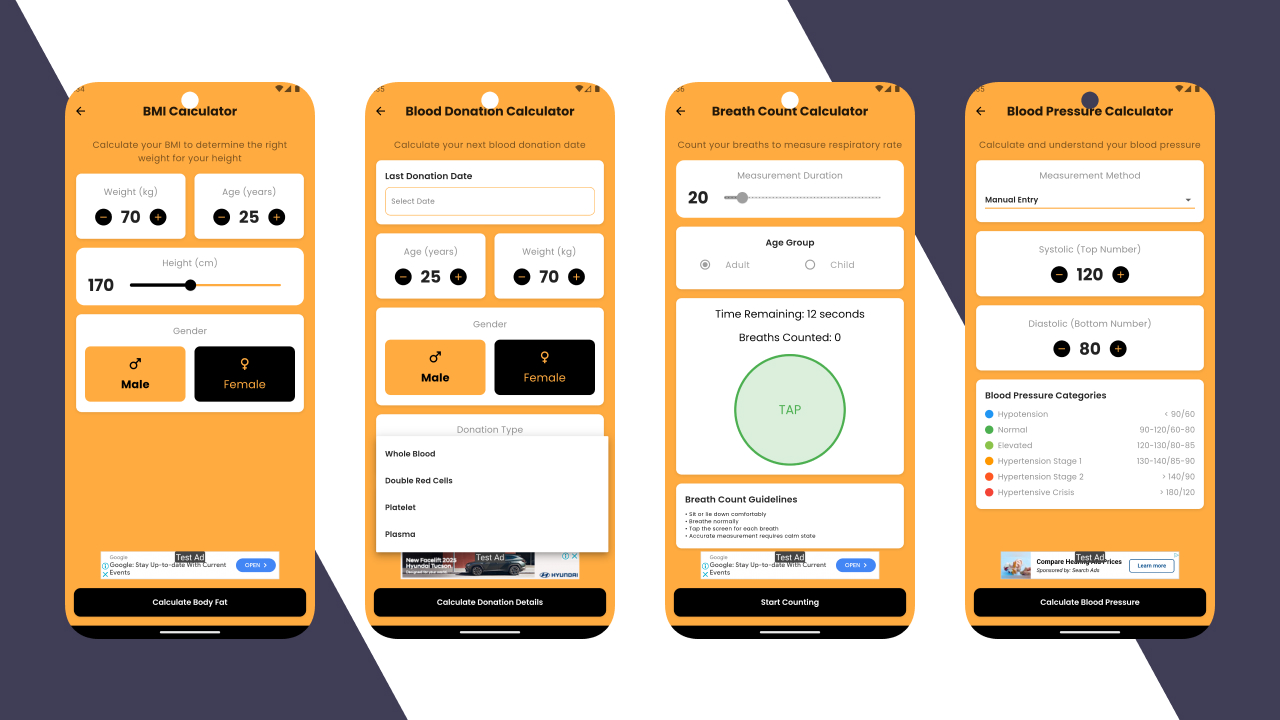 BMI Calculator
Calculate your BMI to determine the right
weight for your height
Weight (kg)
70
Age (years)
25
Height (cm)
170
Gender
Male
Female
Google
Test Ad
Google: Stay Up-to-date With Current
Events
OPEN
Calculate Body Fat
Blood Donation Calculator
Calculate your next blood donation date
Last Donation Date
Select Date
Age (years)
25
Weight (kg)
70
Gender
Male
Female
Donation Type
Whole Blood
Double Red Cells
Platelet
Plasma
Test Ad
Hyundai Tucson.
HYUNDAI
Calculate Donation Details
Breath Count Calculator
Count your breaths to measure respiratory rate
Measurement Duration
20
Age Group
Adult
Child
Time Remaining: 12 seconds
Breaths Counted: 0
TAP
Breath Count Guidelines
• Sit or lie down comfortably
• Breathe normally
• Tap the screen for each breath
• Accurate measurement requires calm state
Google
Test Ad
Google: Stay Up-to-date With Current
Events
OPEN
Start Counting
Blood Pressure Calculator
Calculate and understand your blood pressure
Measurement Method
Manual Entry
Systolic (Top Number)
120
Diastolic (Bottom Number)
80
Blood Pressure Categories
Hypotension < 90/60
Normal 90-120/60-80
Elevated 120-130/80-85
Hypertension Stage 1 130-140/85-90
Hypertension Stage 2 > 140/90
Hypertensive Crisis > 180/120
Test Ad
Compare Hearing Aid Prices
Sponsored by: Search Ads
Learn more
Calculate Blood Pressure